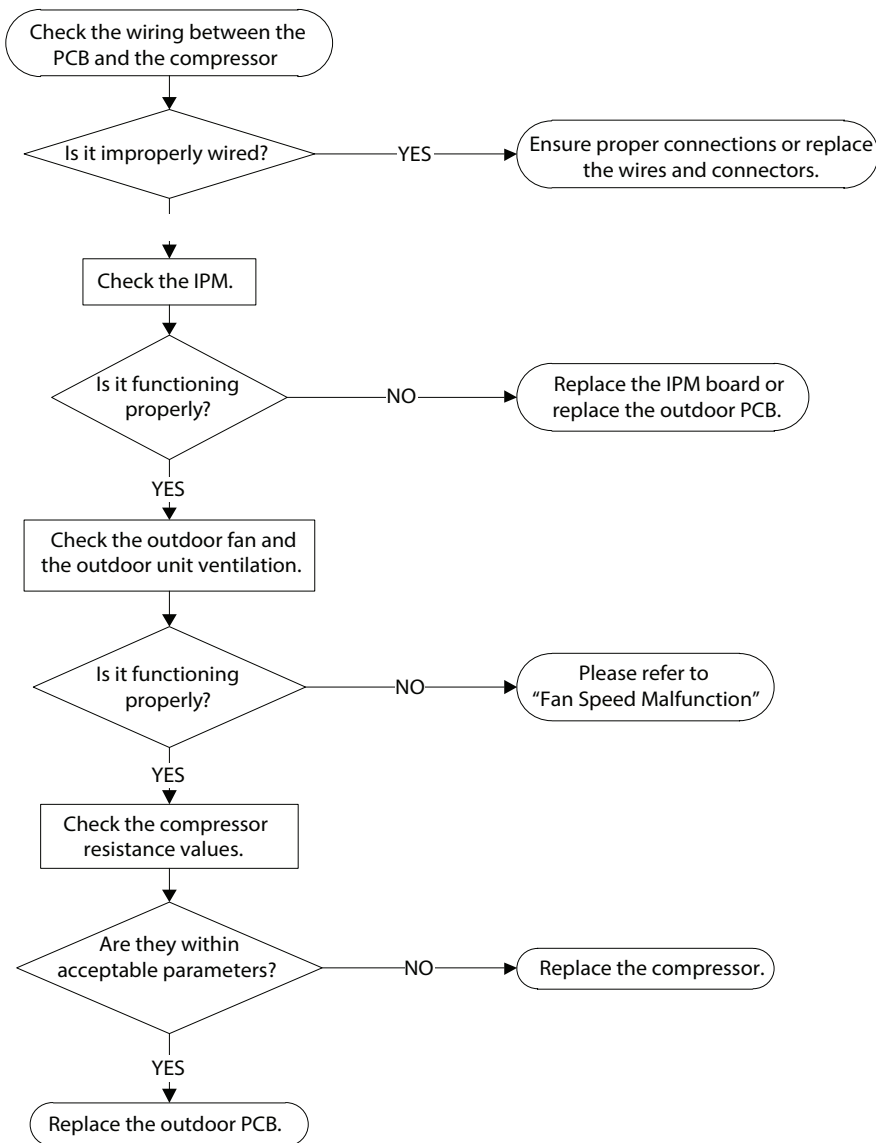 Check the wiring between the
PCB and the compressor
Is it improperly wired?
YES
Ensure proper connections or replace
the wires and connectors.
Check the IPM.
Is it functioning
properly?
NO
Replace the IPM board or
replace the outdoor PCB.
YES
Check the outdoor fan and
the outdoor unit ventilation.
Is it functioning
properly?
NO
Please refer to
“Fan Speed Malfunction”
YES
Check the compressor
resistance values.
Are they within
acceptable parameters?
NO
Replace the compressor.
YES
Replace the outdoor PCB.